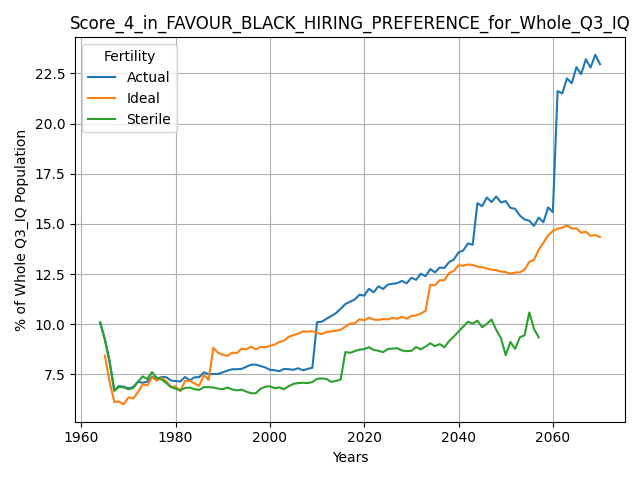 Score_4_in_FAVOUR_BLACK_HIRING_PREFERENCE_for_Whole_Q3_IQ
Fertility
Actual
Ideal
Sterile
% of Whole Q3_IQ Population
22.5
20.0
17.5
15.0
12.5
10.0
7.5
1960
1980
2000
2020
2040
2060
Years